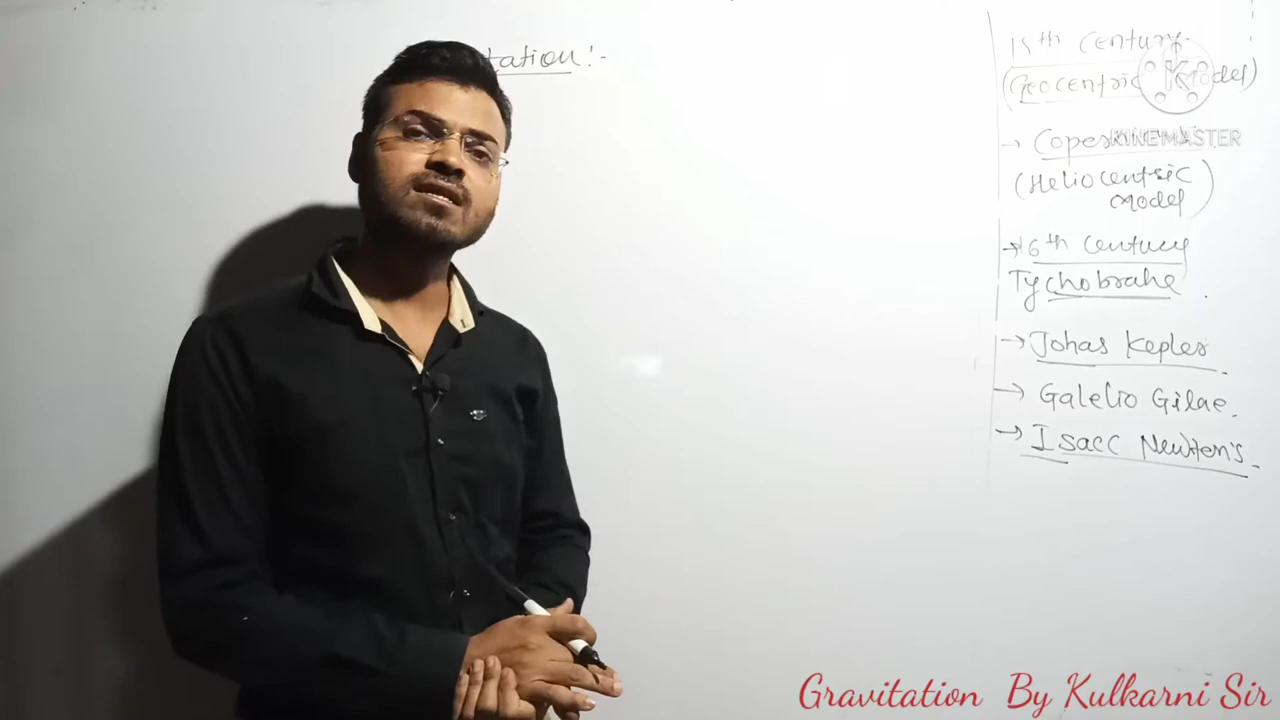 tation :-
15th Century
(Geocentric Model)
KINEMASTER
(Heliocentric
model)
→ 16th Century
Tychobrahe
→ Johas Kepler
→ Galelio Gilae.
→ Isacc Newton's.
Gravitation By Kulkarni Sir